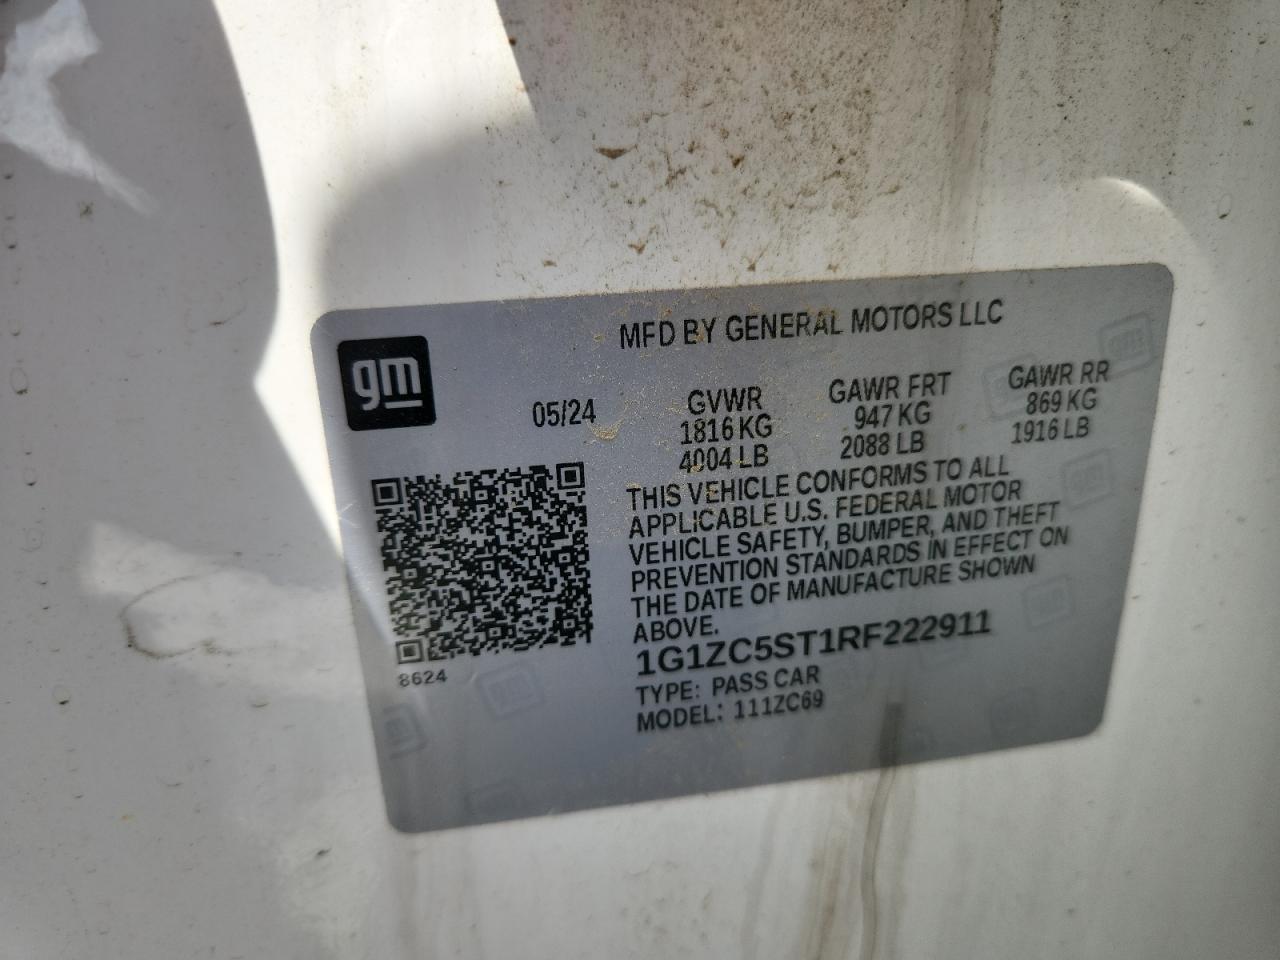 MFD BY GENERAL MOTORS LLC
gm
05/24
GVWR GAWR FRT GAWR RR
1816 KG 947 KG 869 KG
4004 LB 2088 LB 1916 LB
THIS VEHICLE CONFORMS TO ALL
APPLICABLE U.S. FEDERAL MOTOR
VEHICLE SAFETY, BUMPER, AND THEFT
PREVENTION STANDARDS IN EFFECT ON
THE DATE OF MANUFACTURE SHOWN
ABOVE.
1G1ZC5ST1RF222911
TYPE: PASS CAR
MODEL: 111ZC69
8624